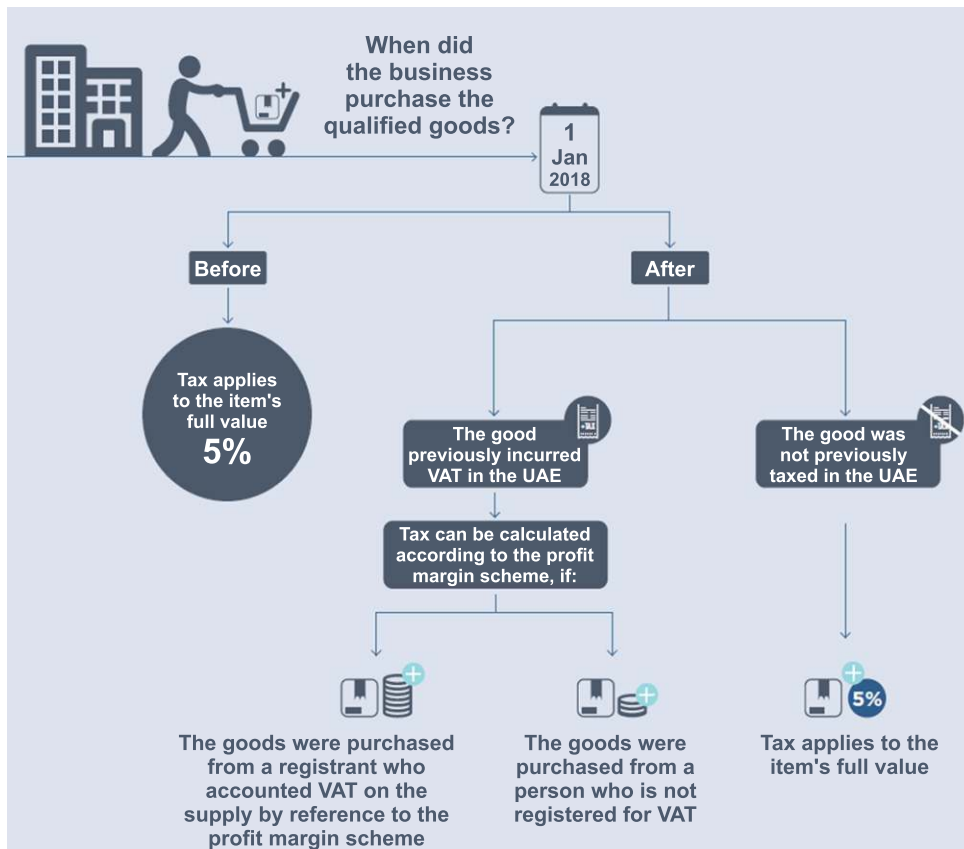 When did
the business
purchase the
qualified goods?
1
Jan
2018
Before
After
Tax applies
to the item's
full value
5%
The good
previously incurred
VAT in the UAE
The good was
not previously
taxed in the UAE
Tax can be calculated
according to the profit
margin scheme, if:
The goods were purchased
from a registrant who
accounted VAT on the
supply by reference to the
profit margin scheme
The goods were
purchased from a
person who is not
registered for VAT
5%
Tax applies to the
item's full value